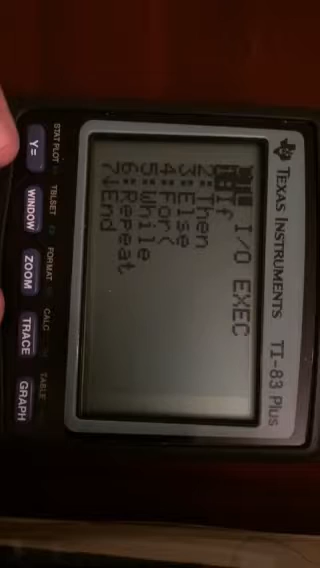 TEXAS INSTRUMENTS TI-83 Plus
CTL I/O EXEC
1:If
2:Then
3:Else
4:For(
5:While
6:Repeat
7↓End
STAT PLOT TBLSET FORMAT CALC TABLE
Y= WINDOW ZOOM TRACE GRAPH